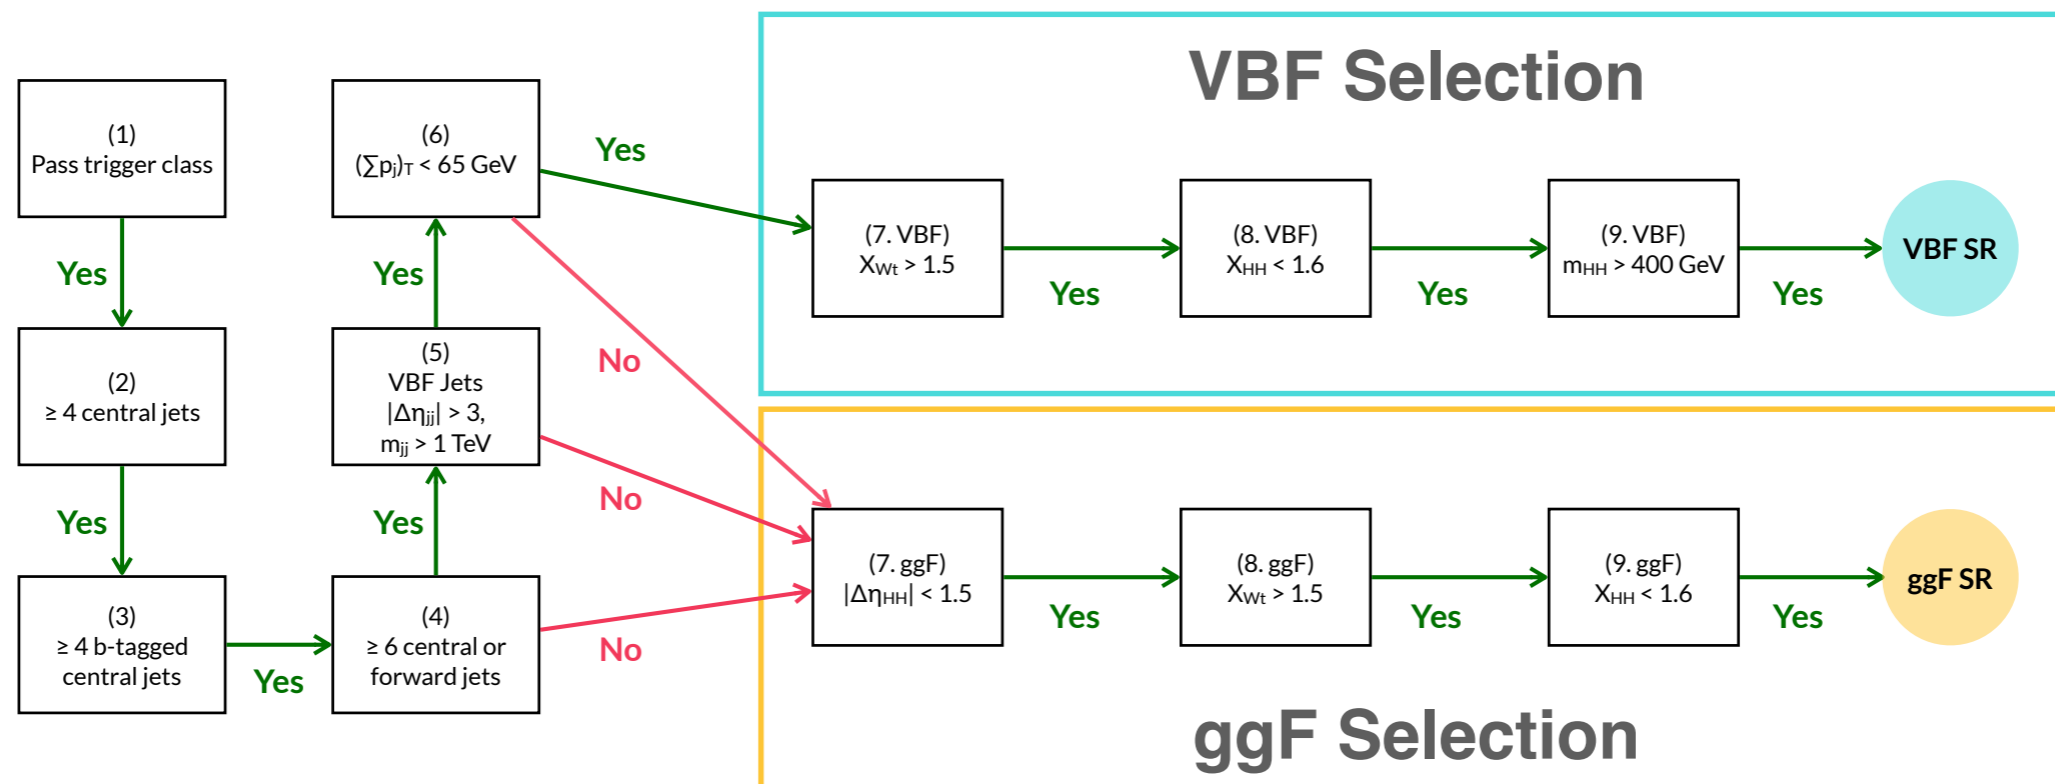 (1)
Pass trigger class
Yes
(2)
≥ 4 central jets
Yes
(3)
≥ 4 b-tagged
central jets
Yes
(4)
≥ 6 central or
forward jets
Yes
No
(5)
VBF Jets
|Δηjj| > 3,
mjj > 1 TeV
Yes
No
(6)
(∑pj)T < 65 GeV
Yes
No
VBF Selection
(7. VBF)
XWt > 1.5
Yes
(8. VBF)
XHH < 1.6
Yes
(9. VBF)
mHH > 400 GeV
Yes
VBF SR
(7. ggF)
|ΔηHH| < 1.5
Yes
(8. ggF)
XWt > 1.5
Yes
(9. ggF)
XHH < 1.6
Yes
ggF SR
ggF Selection